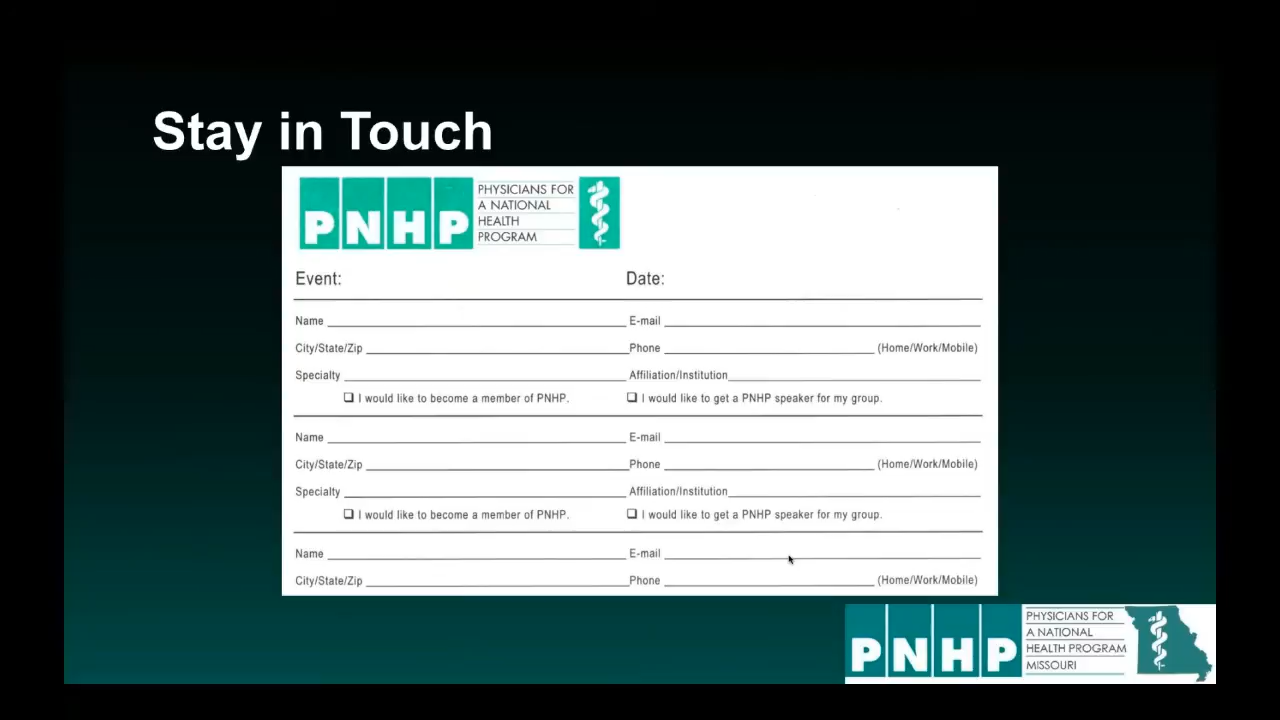 Stay in Touch
PNHP
PHYSICIANS FOR
A NATIONAL
HEALTH
PROGRAM
Event: Date:
Name E-mail
City/State/Zip Phone (Home/Work/Mobile)
Specialty Affiliation/Institution
❑ I would like to become a member of PNHP. ❑ I would like to get a PNHP speaker for my group.
Name E-mail
City/State/Zip Phone (Home/Work/Mobile)
Specialty Affiliation/Institution
❑ I would like to become a member of PNHP. ❑ I would like to get a PNHP speaker for my group.
Name E-mail
City/State/Zip Phone (Home/Work/Mobile)
PNHP
PHYSICIANS FOR
A NATIONAL
HEALTH PROGRAM
MISSOURI